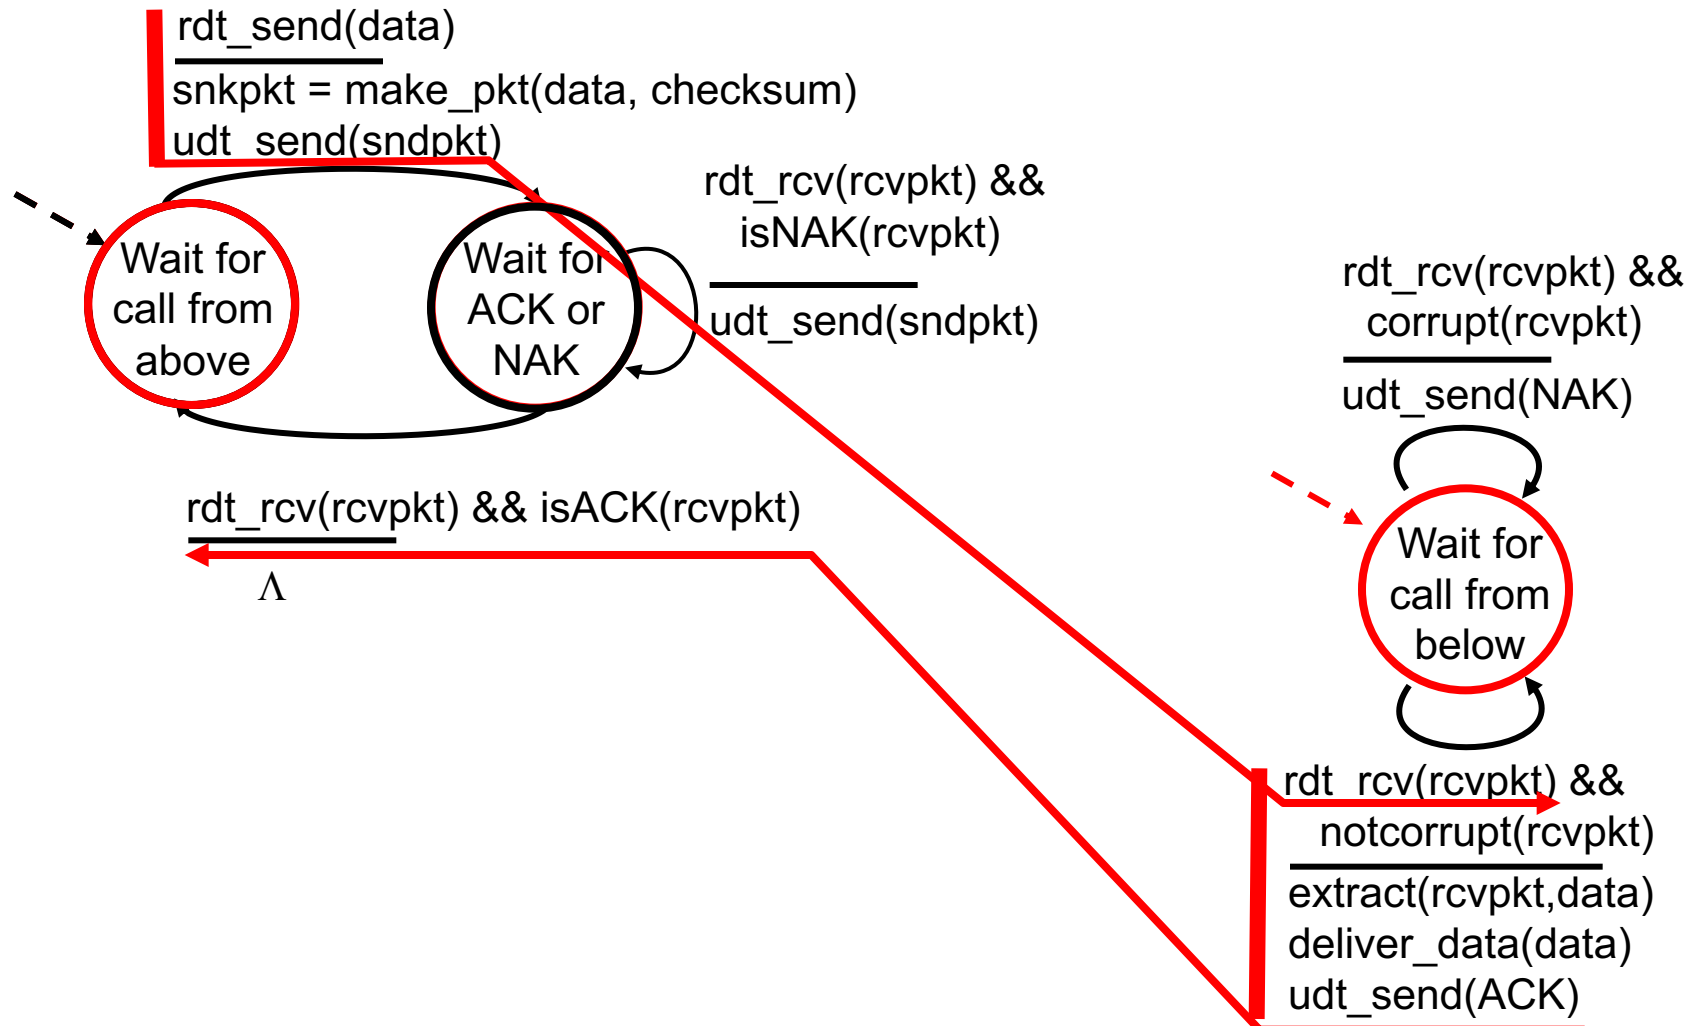 rdt_send(data)
snkpkt = make_pkt(data, checksum)
udt_send(sndpkt)
rdt_rcv(rcvpkt) &&
isNAK(rcvpkt)
udt_send(sndpkt)
Wait for
call from
above
Wait for
ACK or
NAK
rdt_rcv(rcvpkt) && isACK(rcvpkt)
Λ
rdt_rcv(rcvpkt) &&
corrupt(rcvpkt)
udt_send(NAK)
Wait for
call from
below
rdt_rcv(rcvpkt) &&
notcorrupt(rcvpkt)
extract(rcvpkt,data)
deliver_data(data)
udt_send(ACK)